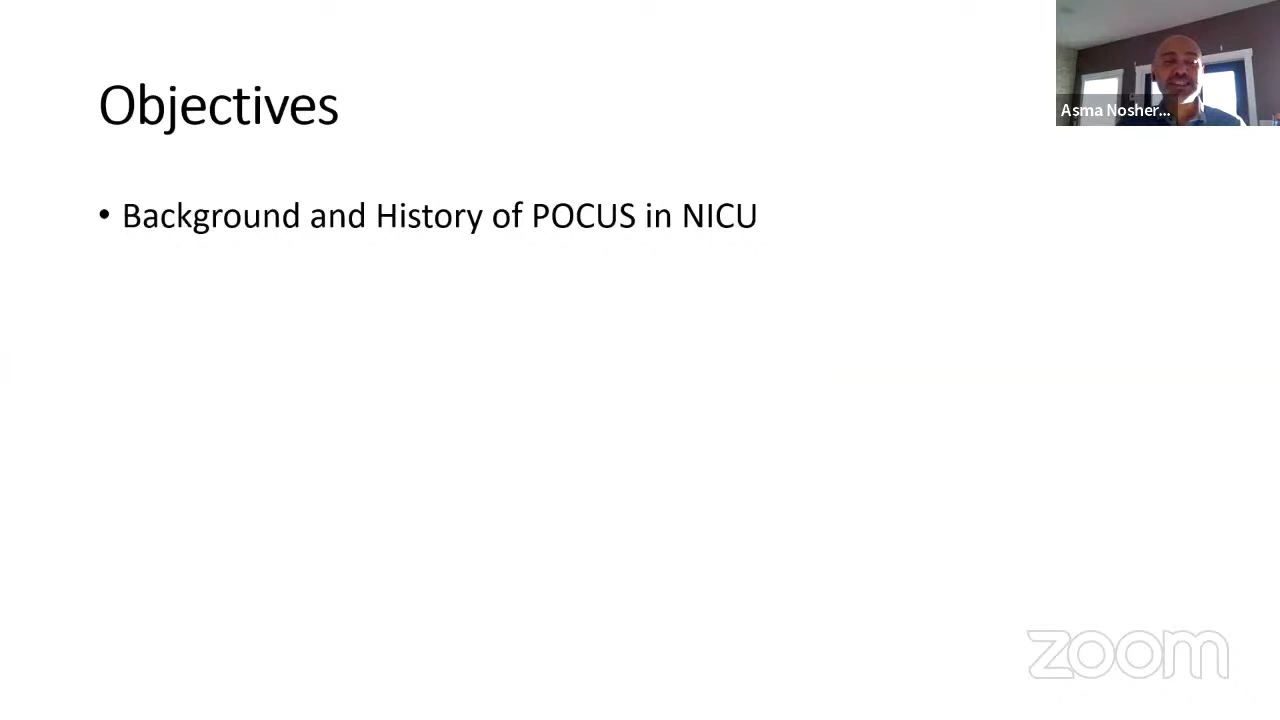 Objectives
Asma Nosher...
• Background and History of POCUS in NICU
zoom